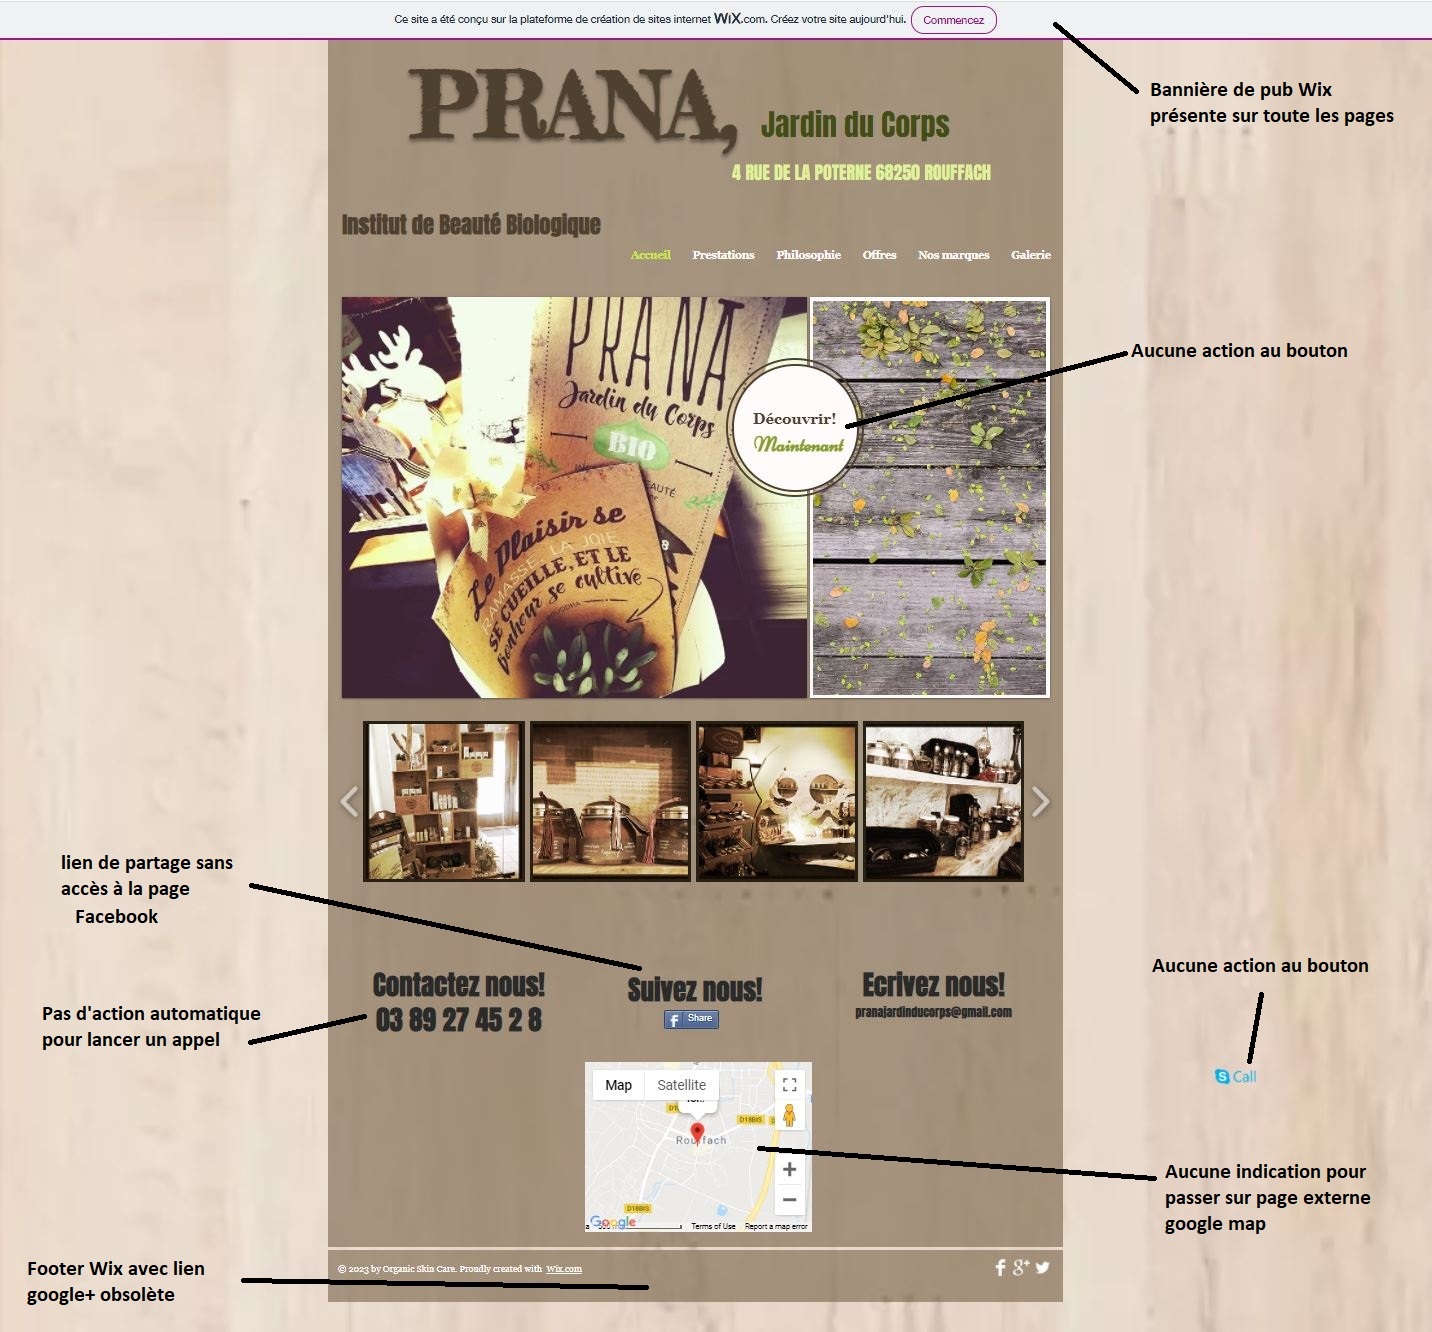 Ce site a été conçu sur la plateforme de création de sites internet WiX.com. Créez votre site aujourd'hui. Commencez
Bannière de pub Wix
présente sur toute les pages
PRANA, Jardin du Corps
4 RUE DE LA POTERNE 68250 ROUFFACH
Institut de Beauté Biologique
Accueil Prestations Philosophie Offres Nos marques Galerie
Aucune action au bouton
PRANA
Jardin du Corps
BIO
Le Plaisir se
RAMASSE, LA JOIE
SE CUEILLE, ET LE
bonheur se cultive
BOUDDHA
Découvrir!
Maintenant
lien de partage sans
accès à la page
Facebook
Pas d'action automatique
pour lancer un appel
Contactez nous!
03 89 27 45 2 8
Suivez nous!
Share
Ecrivez nous!
pranajardinducorps@gmail.com
Aucune action au bouton
Call
Map Satellite
D18BIS
Rouffach
D18BIS
Google
Terms of Use Report a map error
Aucune indication pour
passer sur page externe
google map
Footer Wix avec lien
google+ obsolète
© 2023 by Organic Skin Care. Proudly created with Wix.com